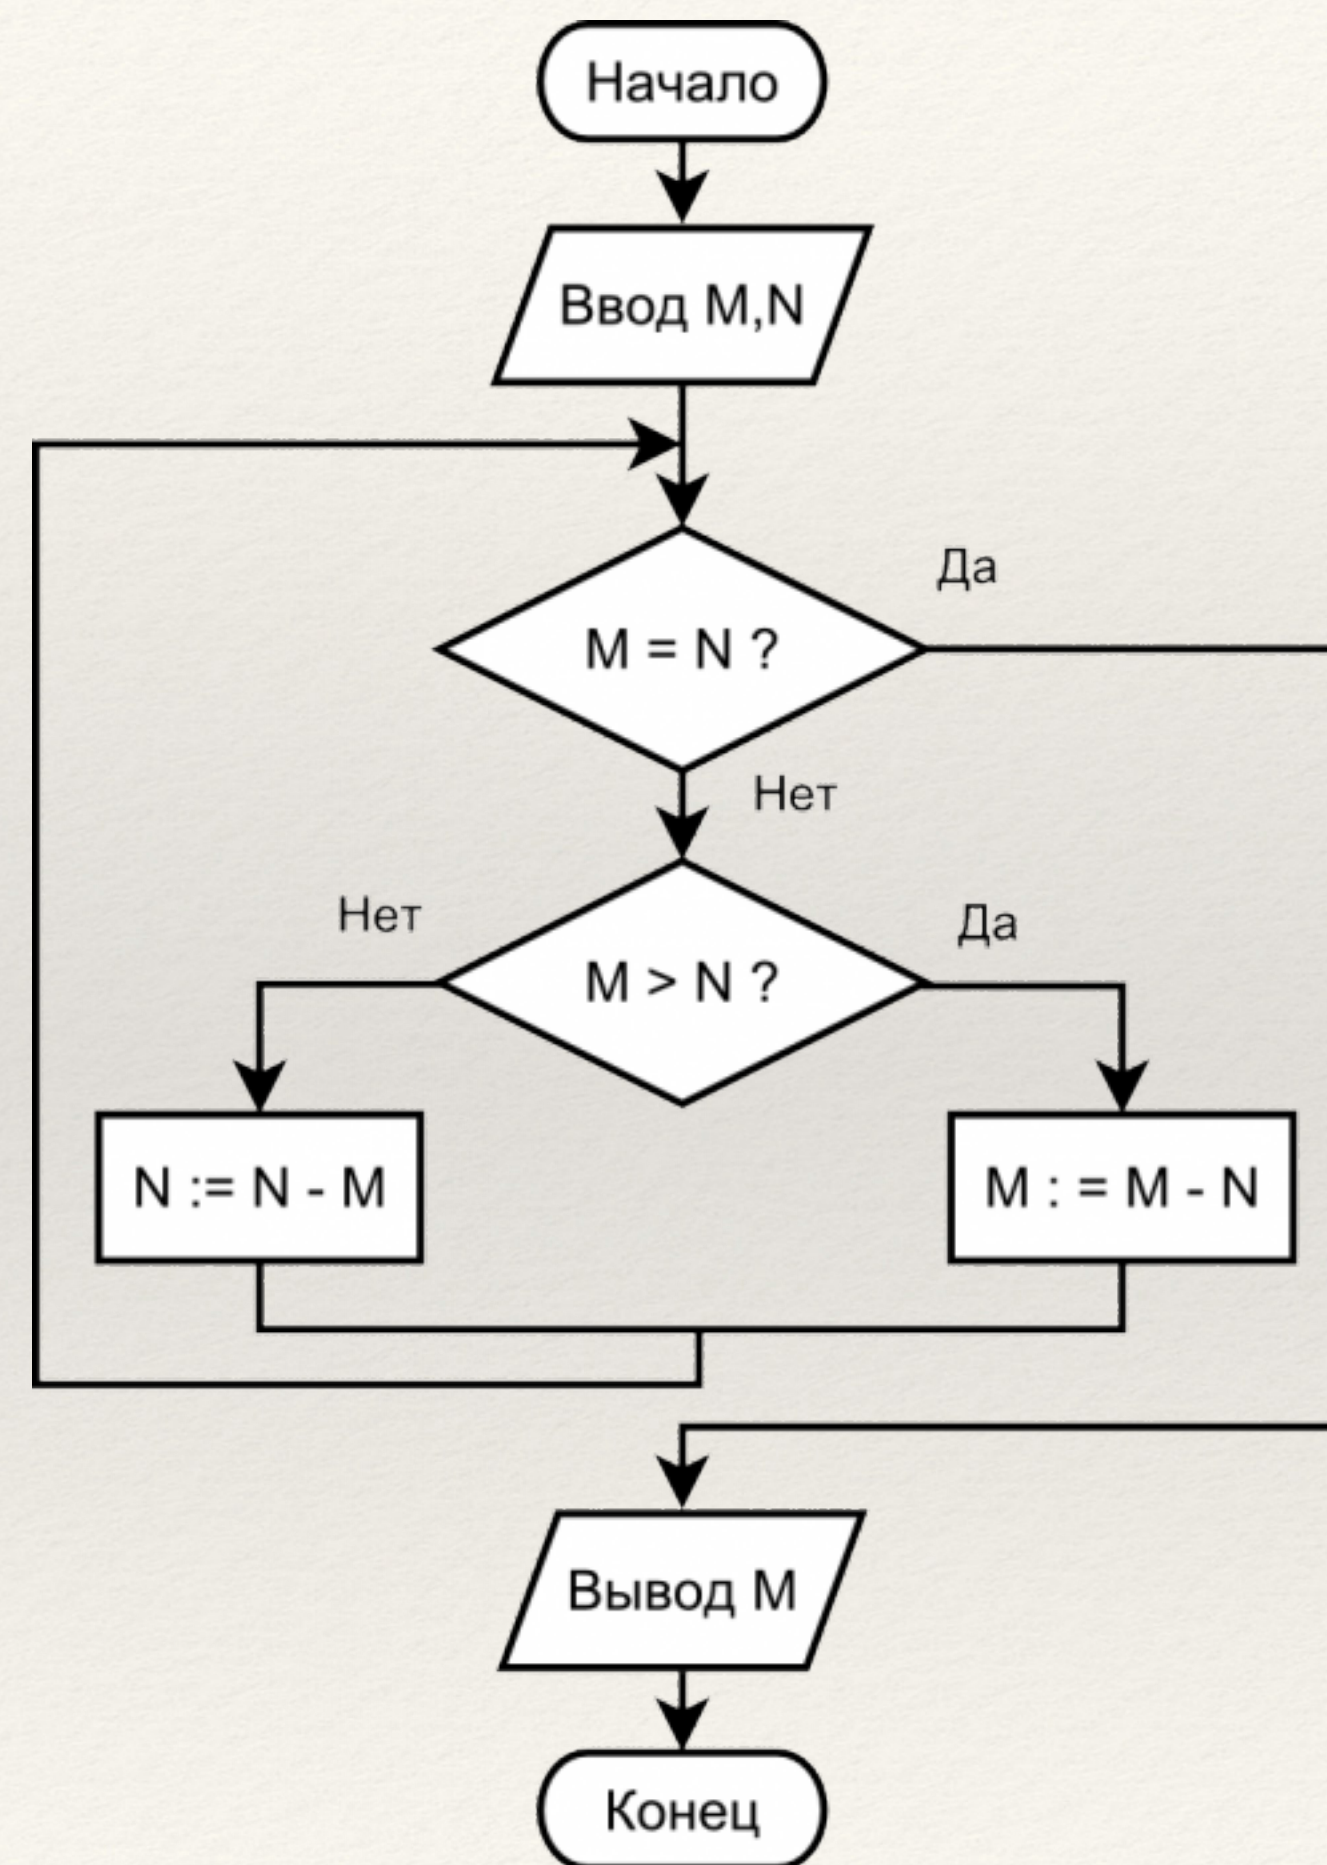 Начало
Ввод M,N
Да
M = N ?
Нет
Нет
Да
M > N ?
N := N - M
M : = M - N
Вывод M
Конец